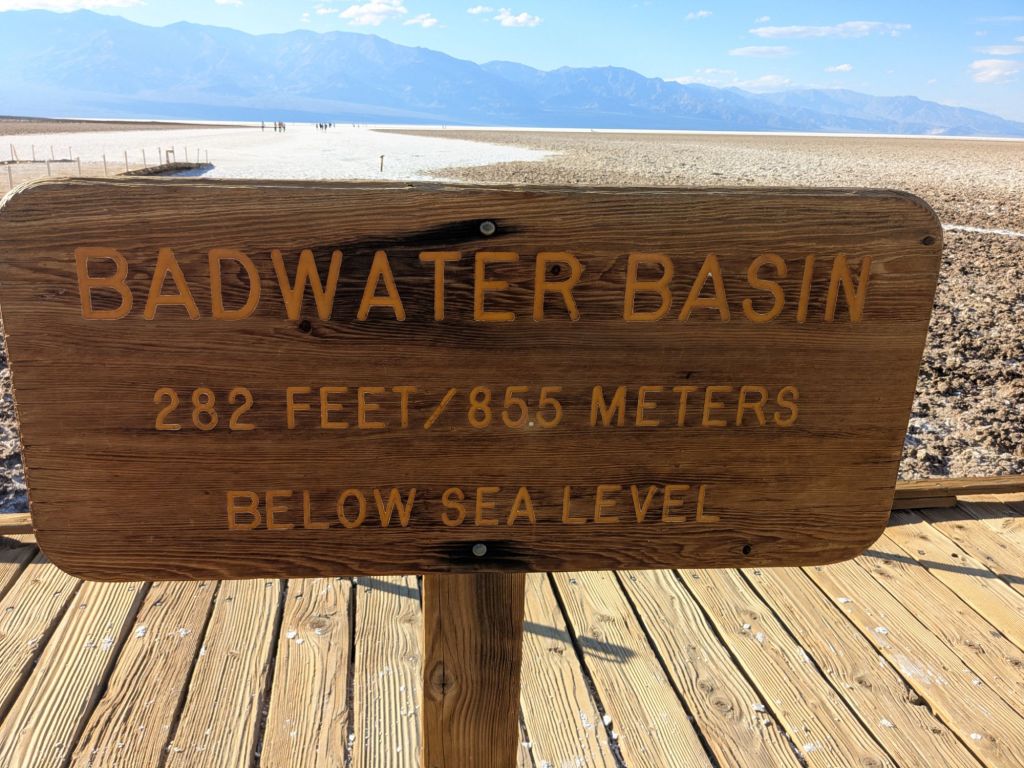 BADWATER BASIN
282 FEET/85.5 METERS
BELOW SEA LEVEL